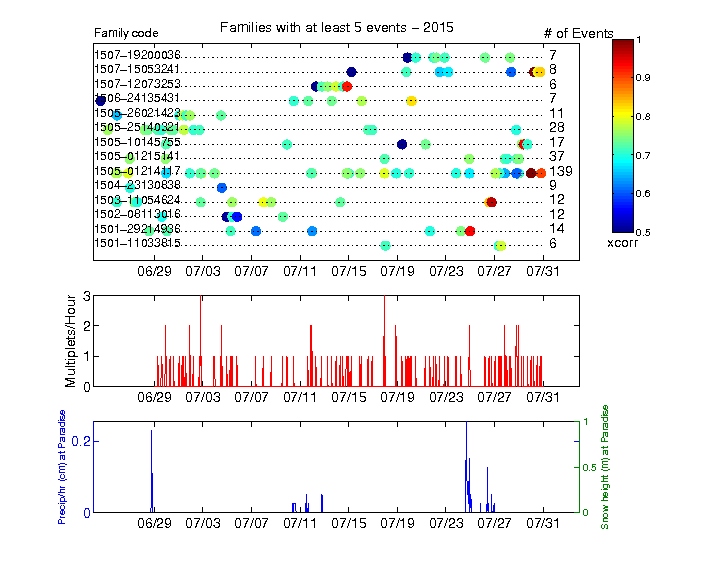 Families with at least 5 events – 2015
Family code
# of Events
1507–19200036 7
1507–15053241 8
1507–12073253 6
1506–24135431 7
1505–26021423 11
1505–25140321 28
1505–10145755 17
1505–01215141 37
1505–01214117 139
1504–23130838 9
1503–11054624 12
1502–08113016 12
1501–29214936 14
1501–11033815 6
06/29 07/03 07/07 07/11 07/15 07/19 07/23 07/27 07/31
1
0.9
0.8
0.7
0.6
0.5
xcorr
Multiplets/Hour
3
2
1
0
06/29 07/03 07/07 07/11 07/15 07/19 07/23 07/27 07/31
Precip/hr (cm) at Paradise
0.2
0
1
0.5
0
Snow height (m) at Paradise
06/29 07/03 07/07 07/11 07/15 07/19 07/23 07/27 07/31